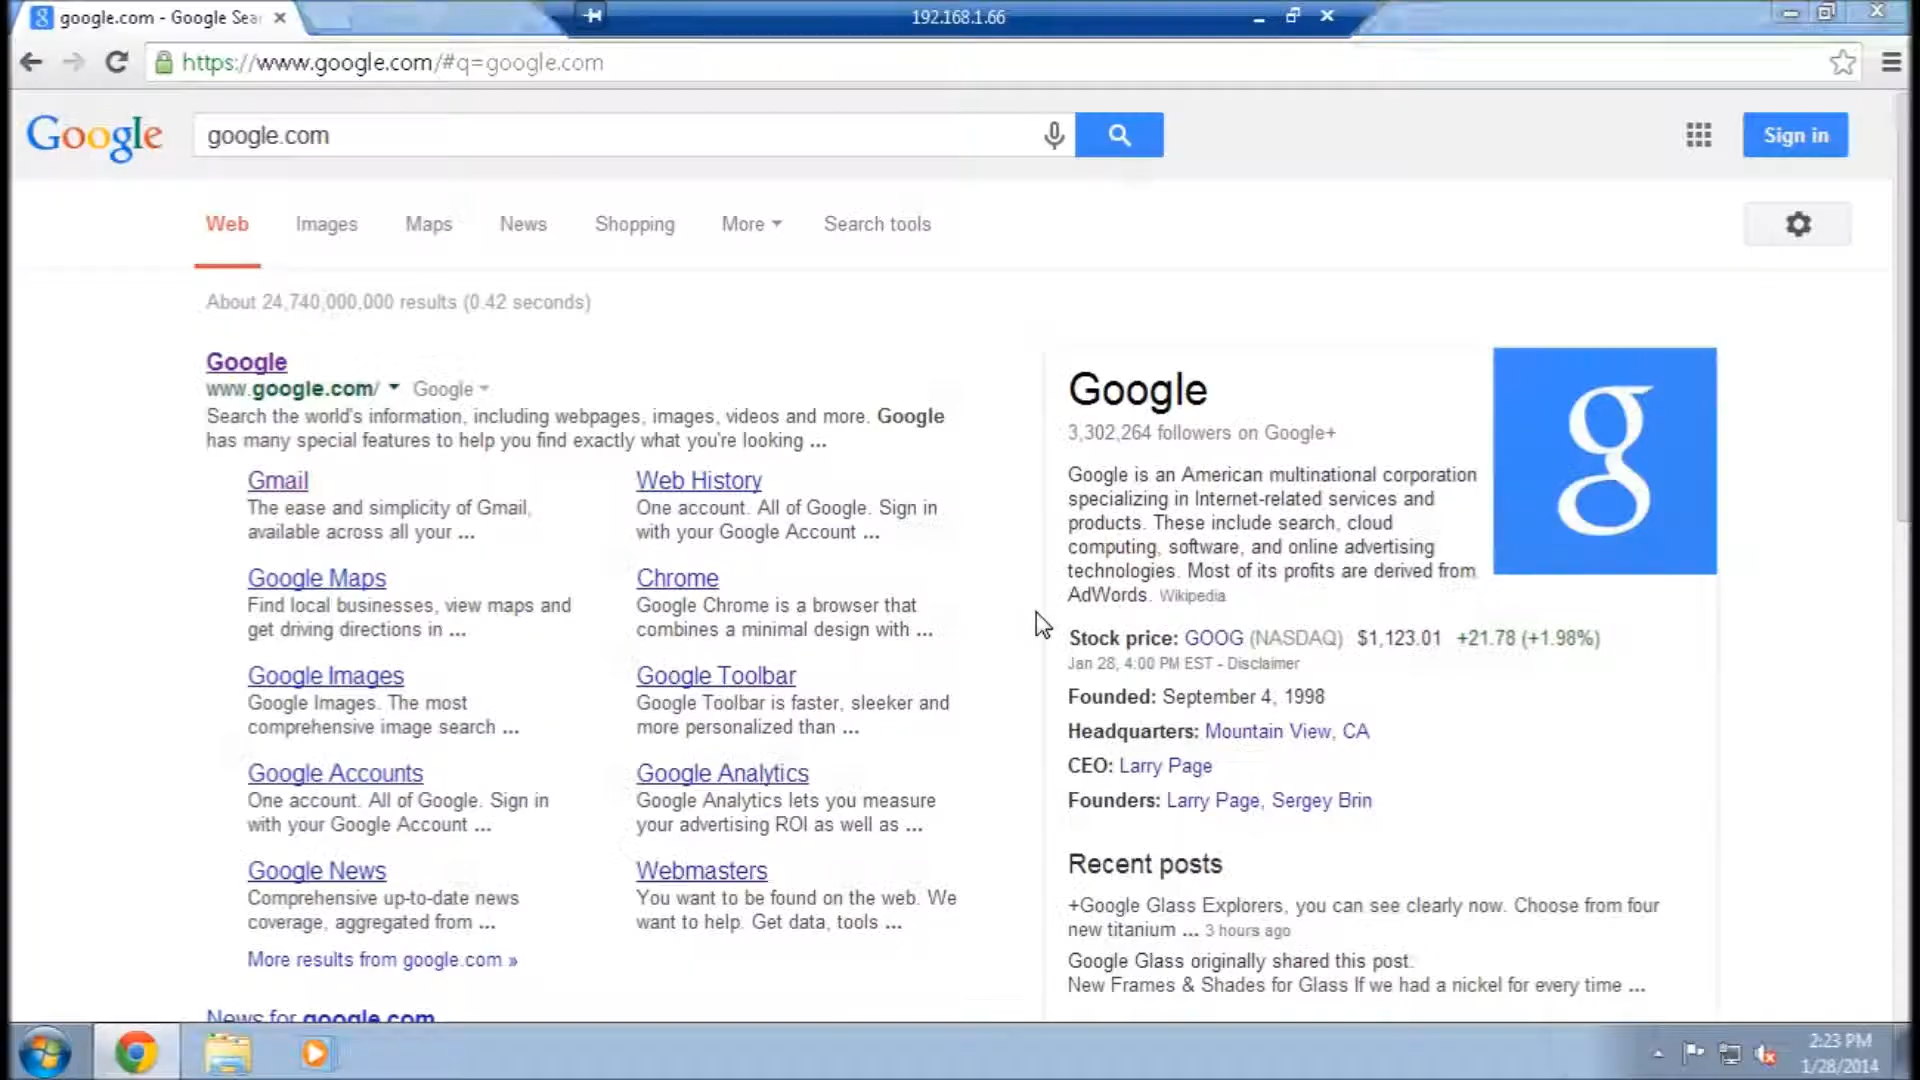 google.com - Google Sea
192.168.1.66
https://www.google.com/#q=google.com
Google
google.com
Sign in
Web Images Maps News Shopping More Search tools
About 24,740,000,000 results (0.42 seconds)
Google
www.google.com/ Google
Search the world's information, including webpages, images, videos and more. Google
has many special features to help you find exactly what you're looking ...
Gmail
The ease and simplicity of Gmail,
available across all your ...
Web History
One account. All of Google. Sign in
with your Google Account ...
Google Maps
Find local businesses, view maps and
get driving directions in ...
Chrome
Google Chrome is a browser that
combines a minimal design with ...
Google Images
Google Images. The most
comprehensive image search ...
Google Toolbar
Google Toolbar is faster, sleeker and
more personalized than ...
Google Accounts
One account. All of Google. Sign in
with your Google Account ...
Google Analytics
Google Analytics lets you measure
your advertising ROI as well as ...
Google News
Comprehensive up-to-date news
coverage, aggregated from ...
Webmasters
You want to be found on the web. We
want to help. Get data, tools ...
More results from google.com »
News for google.com
Google
3,302,264 followers on Google+
Google is an American multinational corporation
specializing in Internet-related services and
products. These include search, cloud
computing, software, and online advertising
technologies. Most of its profits are derived from
AdWords. Wikipedia
g
Stock price: GOOG (NASDAQ) $1,123.01 +21.78 (+1.98%)
Jan 28, 4:00 PM EST - Disclaimer
Founded: September 4, 1998
Headquarters: Mountain View, CA
CEO: Larry Page
Founders: Larry Page, Sergey Brin
Recent posts
+Google Glass Explorers, you can see clearly now. Choose from four
new titanium ... 3 hours ago
Google Glass originally shared this post:
New Frames & Shades for Glass If we had a nickel for every time ...
2:23 PM
1/28/2014